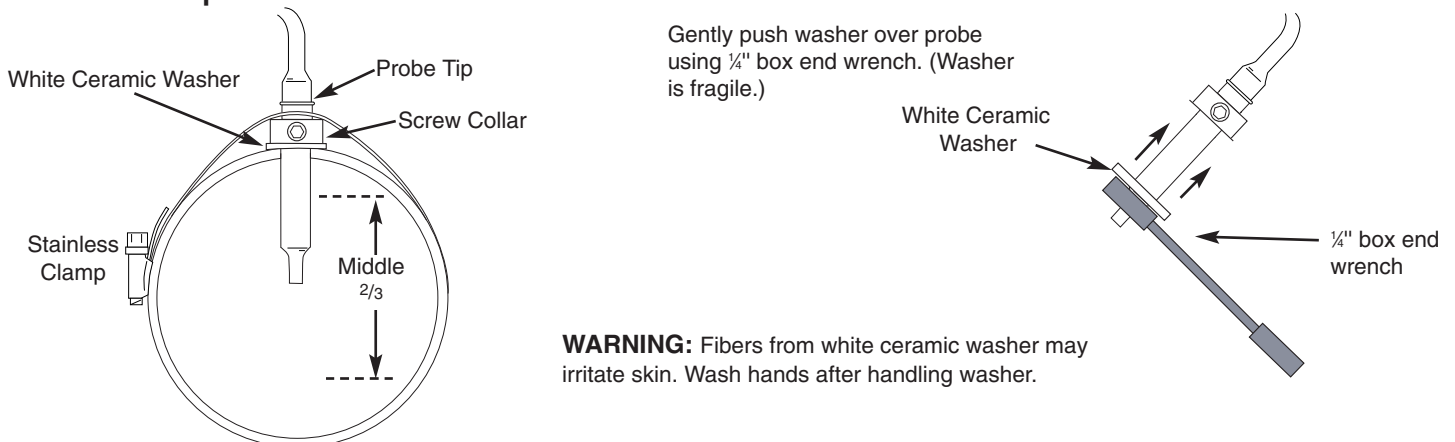 White Ceramic Washer
Probe Tip
Screw Collar
Stainless
Clamp
Middle
2/3
Gently push washer over probe
using ¼" box end wrench. (Washer
is fragile.)
White Ceramic
Washer
¼" box end
wrench
WARNING: Fibers from white ceramic washer may
irritate skin. Wash hands after handling washer.